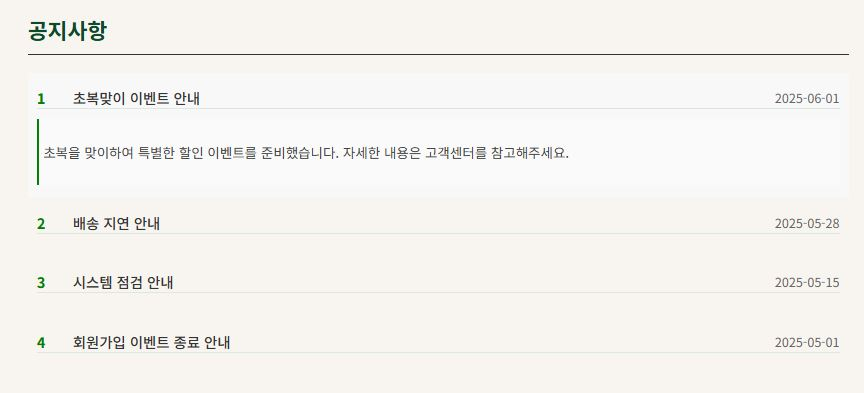 공지사항
1 초복맞이 이벤트 안내 2025-06-01
초복을 맞이하여 특별한 할인 이벤트를 준비했습니다. 자세한 내용은 고객센터를 참고해주세요.
2 배송 지연 안내 2025-05-28
3 시스템 점검 안내 2025-05-15
4 회원가입 이벤트 종료 안내 2025-05-01